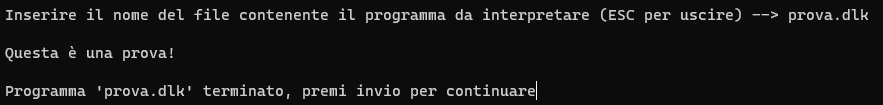 Inserire il nome del file contenente il programma da interpretare (ESC per uscire) --> prova.dlk
Questa è una prova!
Programma 'prova.dlk' terminato, premi invio per continuare